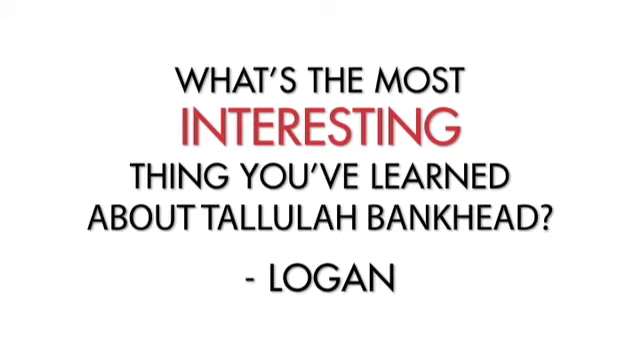 WHAT'S THE MOST
INTERESTING
THING YOU'VE LEARNED
ABOUT TALLULAH BANKHEAD?
- LOGAN